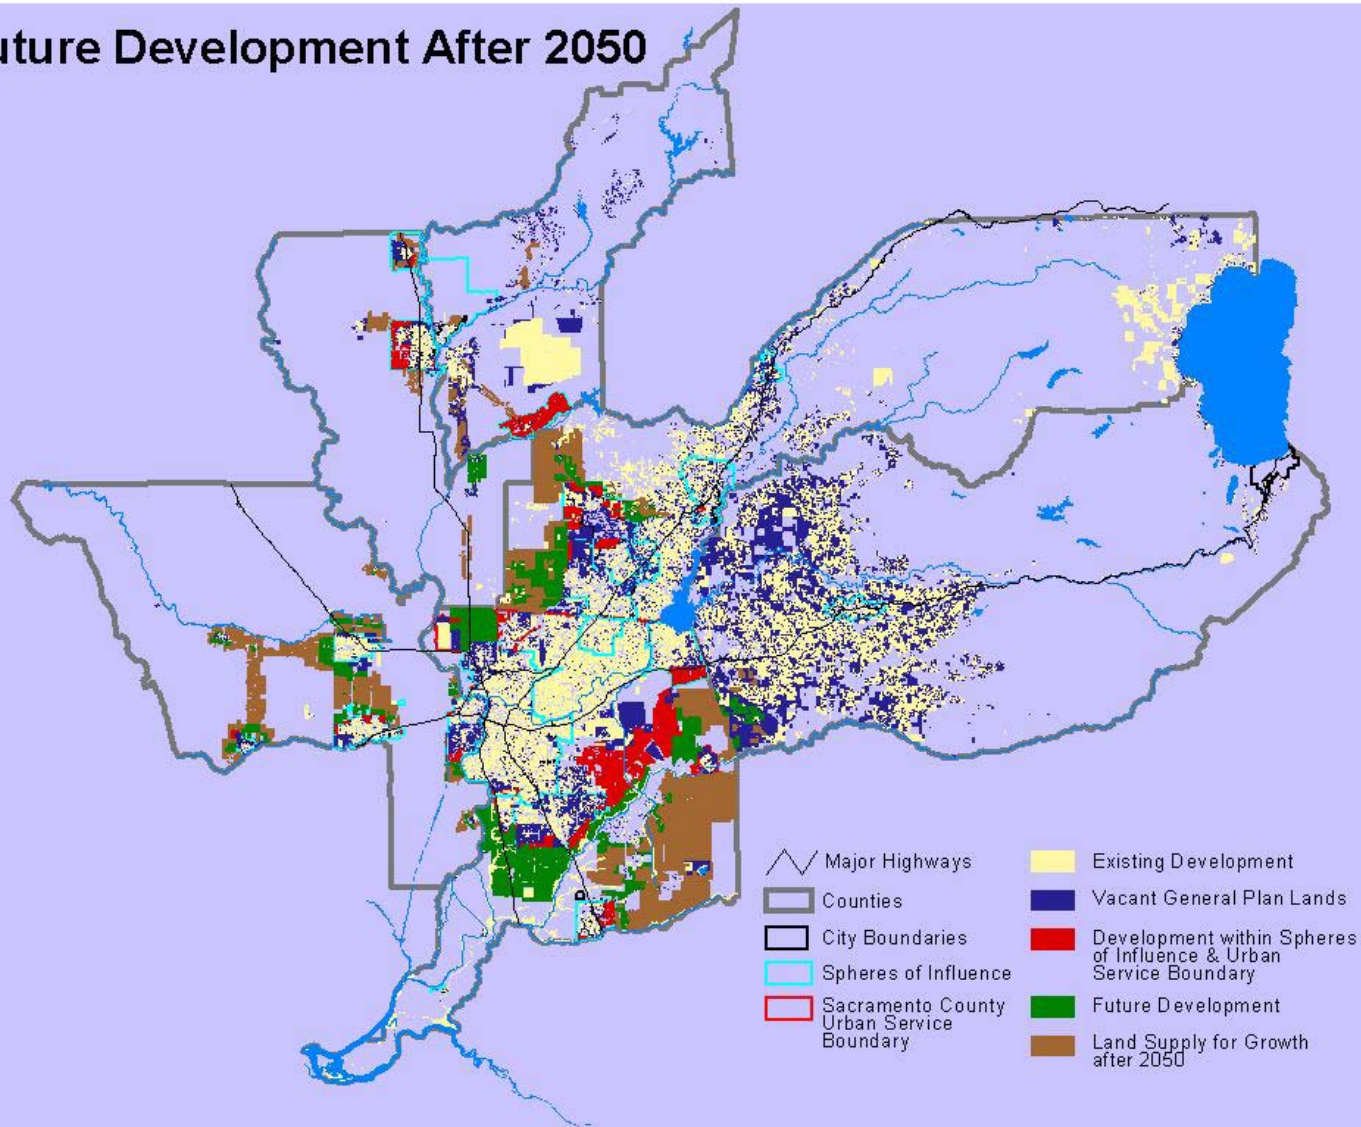 uture Development After 2050
Major Highways
Counties
City Boundaries
Spheres of Influence
Sacramento County
Urban Service
Boundary
Existing Development
Vacant General Plan Lands
Development within Spheres
of Influence & Urban
Service Boundary
Future Development
Land Supply for Growth
after 2050